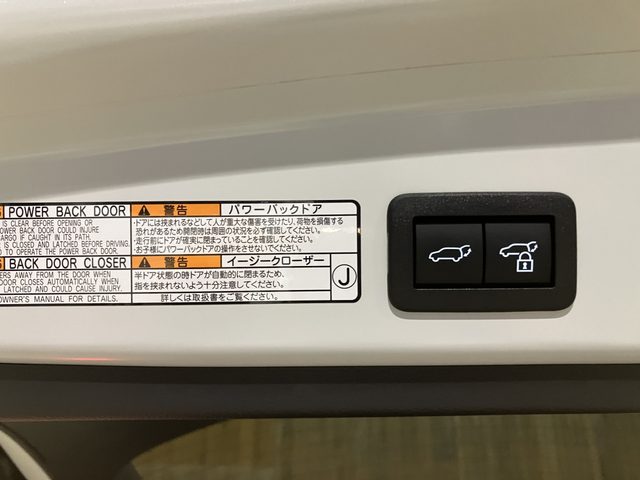 POWER BACK DOOR
IS CLEAR BEFORE OPENING OR
POWER BACK DOOR COULD INJURE
CARGO IF CAUGHT IN ITS PATH.
IS CLOSED AND LATCHED BEFORE DRIVING.
TO OPERATE THE POWER BACK DOOR.
BACK DOOR CLOSER
AWAY FROM THE DOOR WHEN
DOOR CLOSES AUTOMATICALLY WHEN
LATCHED AND COULD CAUSE INJURY.
OWNER'S MANUAL FOR DETAILS.
警告 パワーバックドア
・ドアには挟まれるなどして人が重大な傷害を受けたり、荷物を損傷する
恐れがあるため開閉時は周囲の状況を必ず確認してください。
・走行前にドアが確実に閉まっていることを確認してください。
・お子様にパワーバックドアの操作をさせないでください。
警告 イージークローザー
半ドア状態の時ドアが自動的に閉まるため、
指を挟まれないよう十分注意してください。
詳しくは取扱書をご覧ください。
J